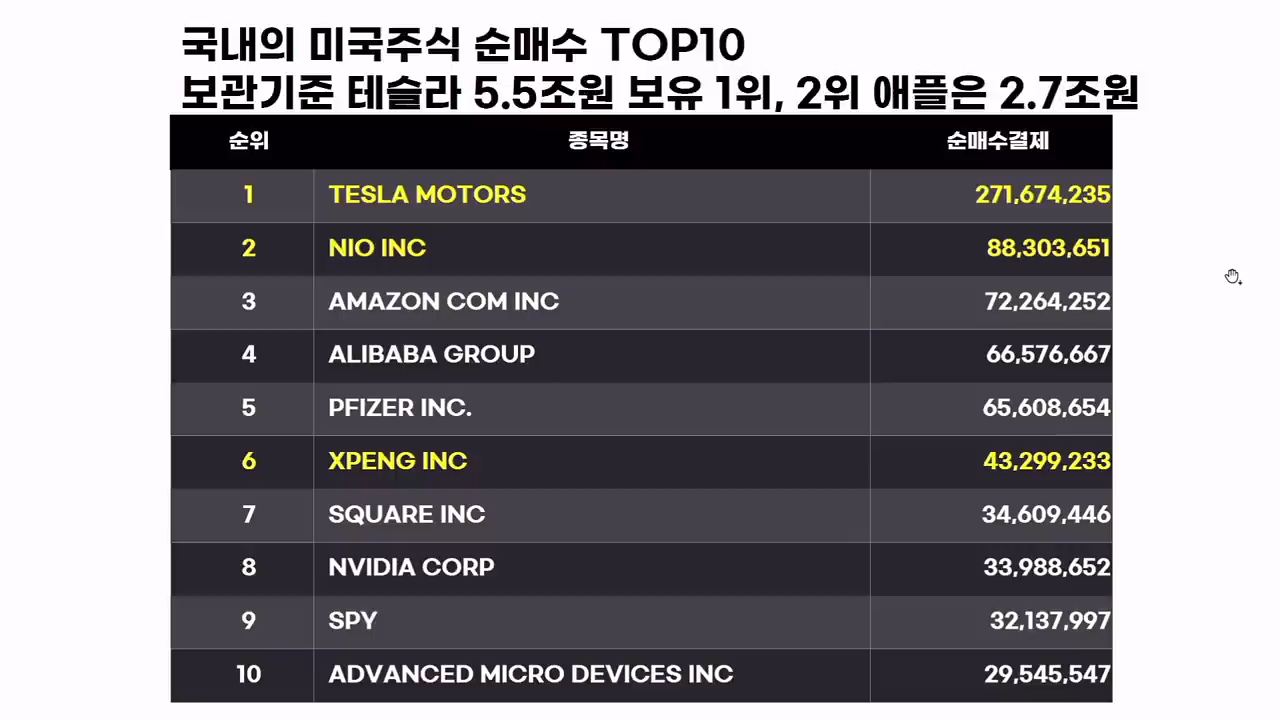 국내의 미국주식 순매수 TOP10
보관기준 테슬라 5.5조원 보유 1위, 2위 애플은 2.7조원
순위 종목명 순매수결제
1 TESLA MOTORS 271,674,235
2 NIO INC 88,303,651
3 AMAZON COM INC 72,264,252
4 ALIBABA GROUP 66,576,667
5 PFIZER INC. 65,608,654
6 XPENG INC 43,299,233
7 SQUARE INC 34,609,446
8 NVIDIA CORP 33,988,652
9 SPY 32,137,997
10 ADVANCED MICRO DEVICES INC 29,545,547